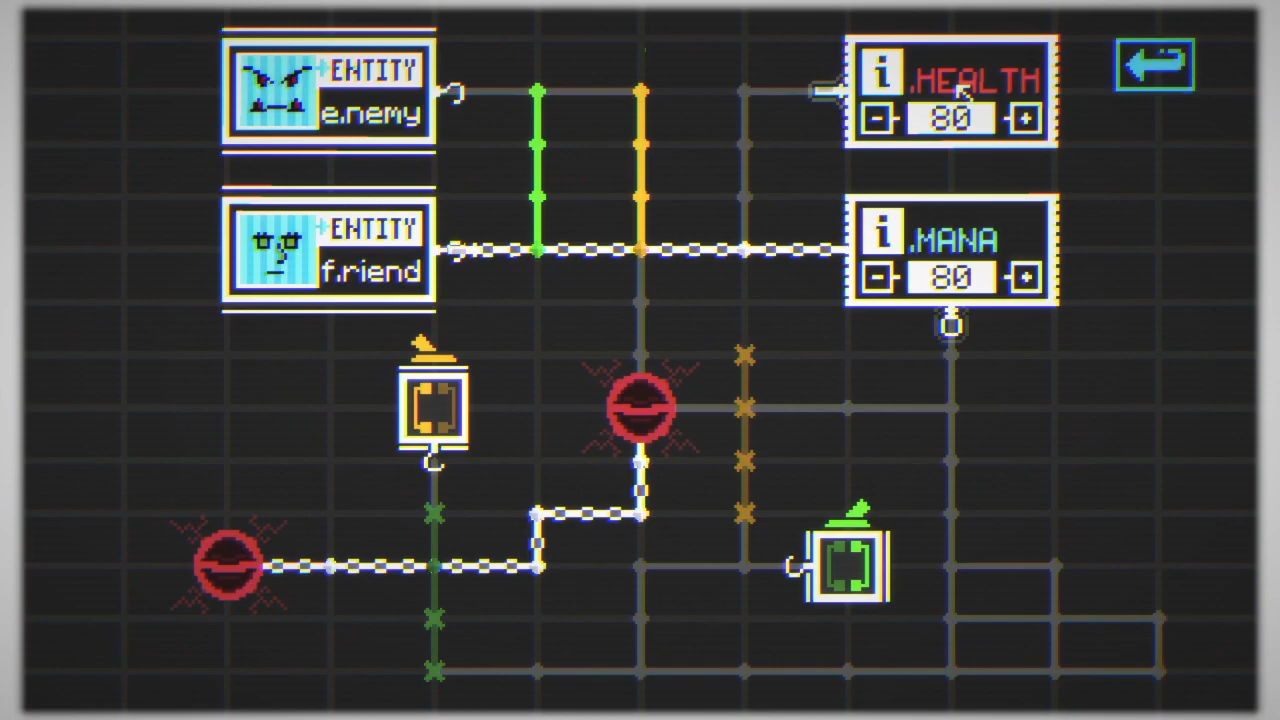 ENTITY
e.nemy
i .HEALTH
- 80 +
ENTITY
f.riend
i .MANA
- 80 +